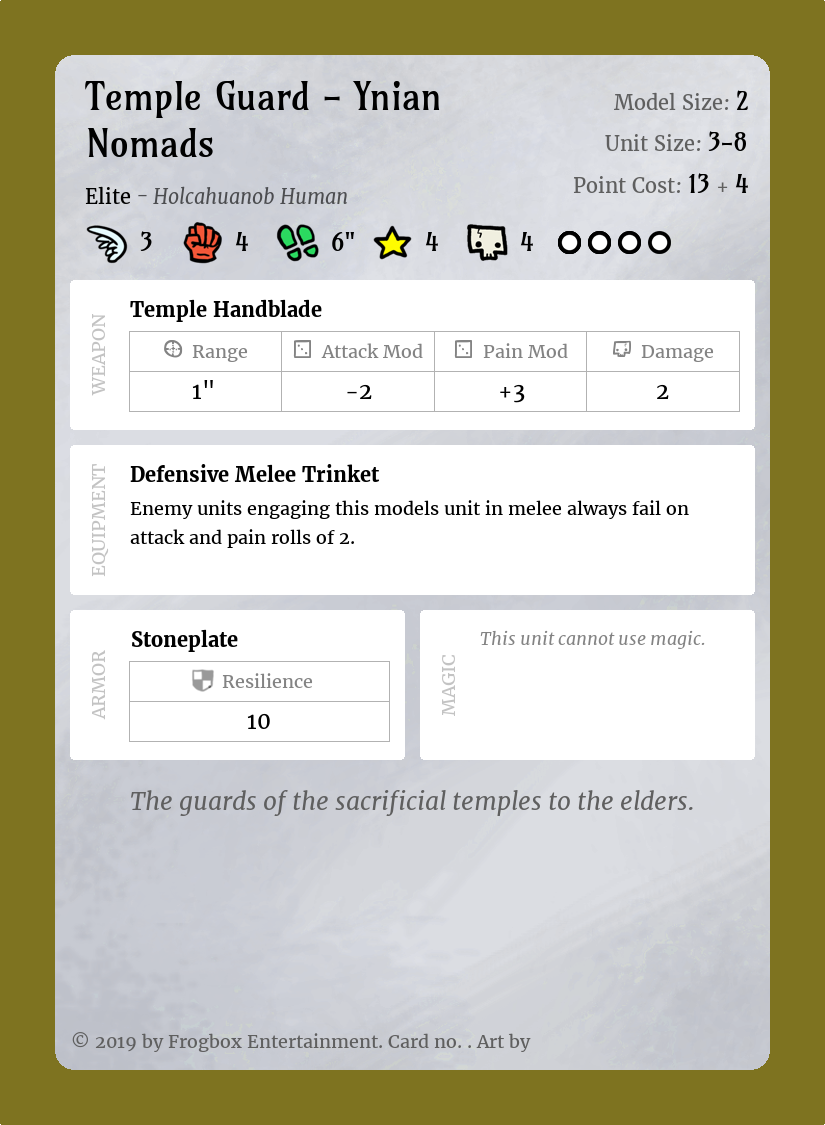 Temple Guard – Ynian
Nomads
Model Size: 2
Unit Size: 3–8
Point Cost: 13 + 4
Elite – Holcahuanob Human
3 4 6" 4 4
WEAPON
Temple Handblade
Range Attack Mod Pain Mod Damage
1" -2 +3 2
EQUIPMENT
Defensive Melee Trinket
Enemy units engaging this models unit in melee always fail on
attack and pain rolls of 2.
ARMOR
Stoneplate
Resilience
10
MAGIC
This unit cannot use magic.
The guards of the sacrificial temples to the elders.
© 2019 by Frogbox Entertainment. Card no. . Art by